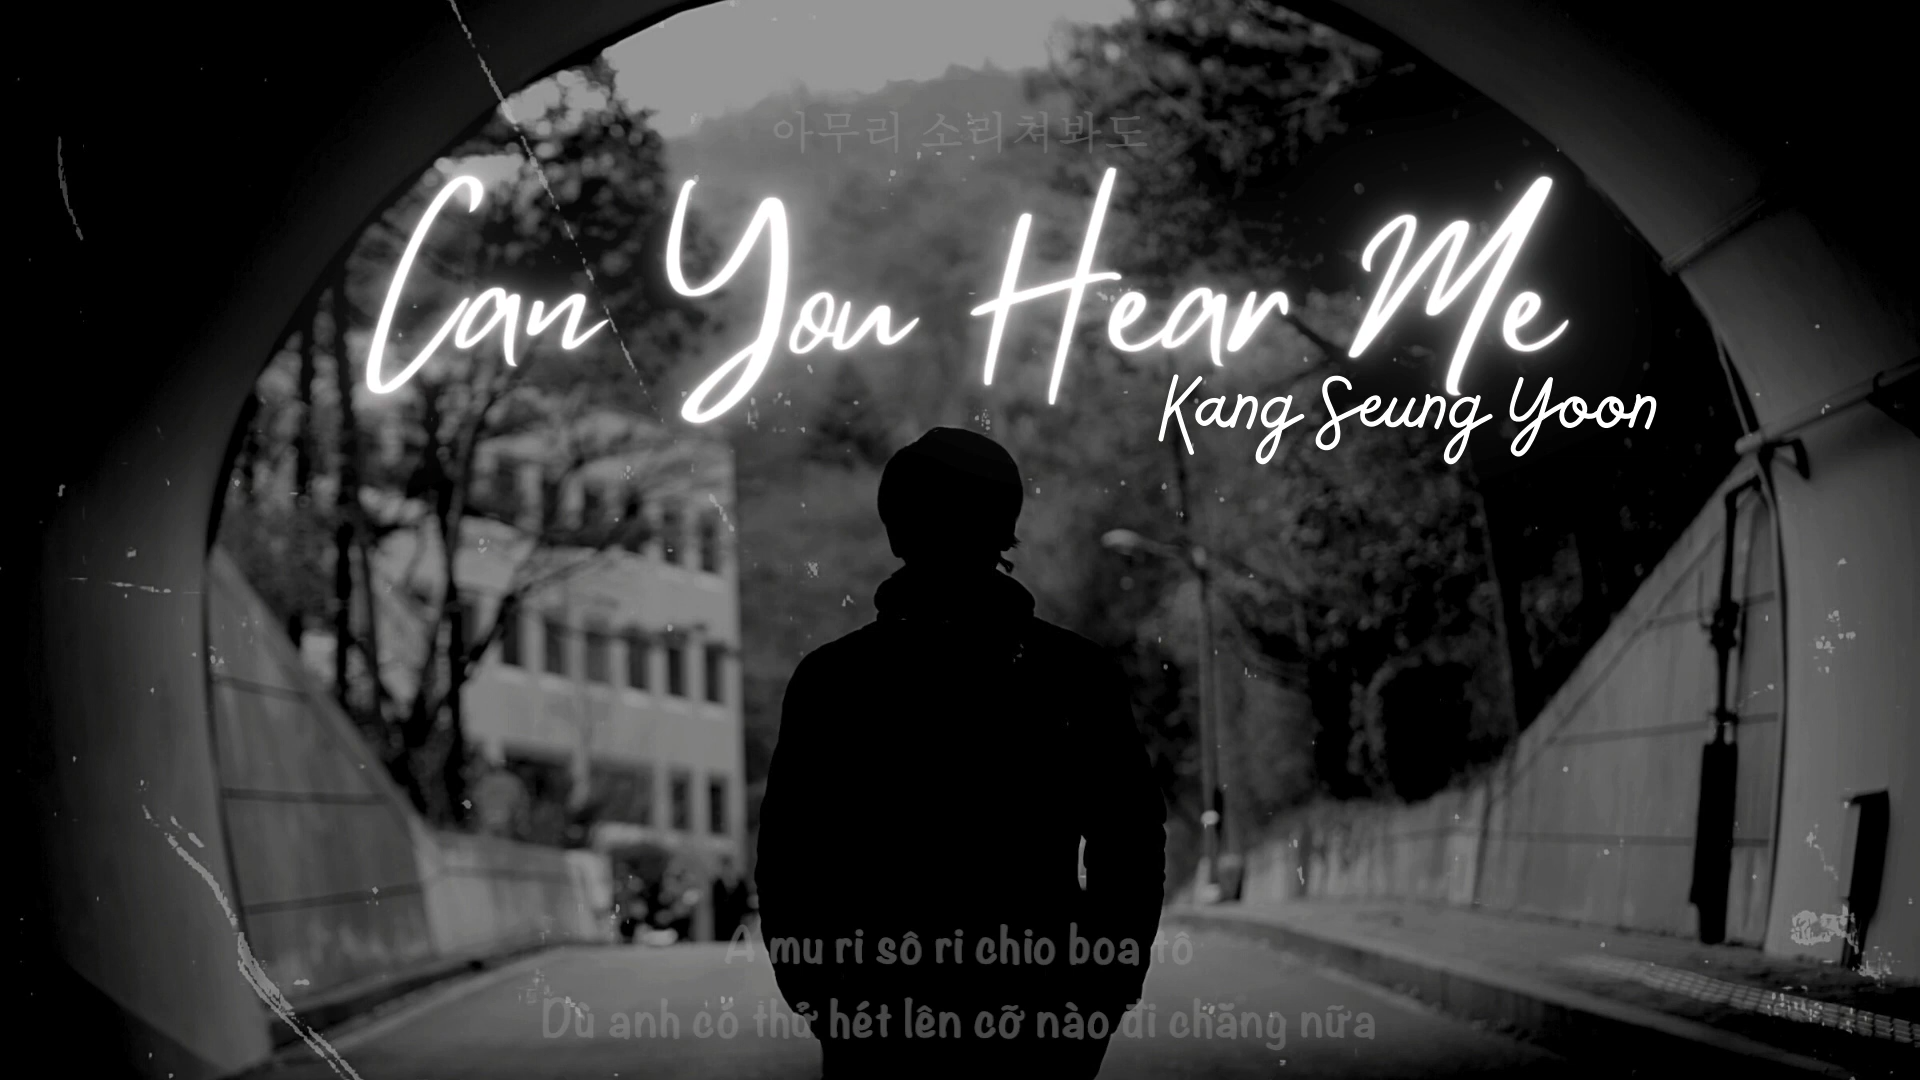 아무리 소리쳐봐도
Can You Hear Me
Kang Seung Yoon
A mu ri sô ri chio boa tô
Dù anh có thử hét lên cỡ nào đi chăng nữa